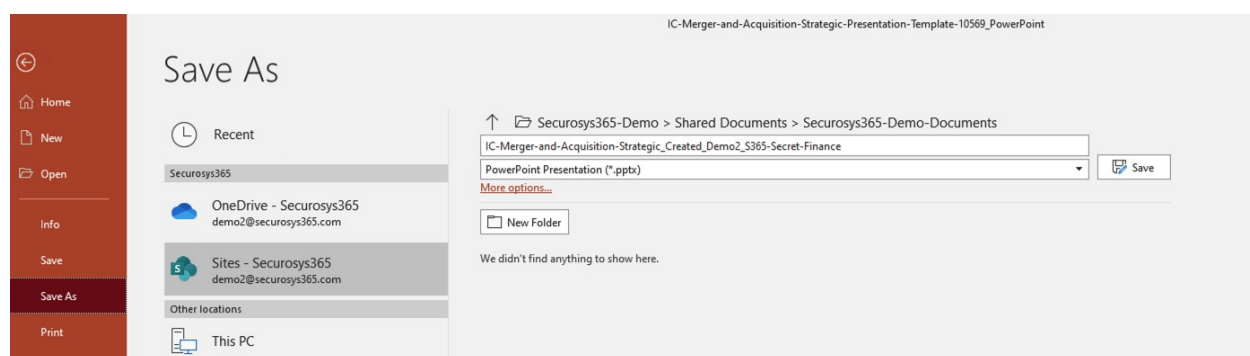 IC-Merger-and-Acquisition-Strategic-Presentation-Template-10569_PowerPoint
Save As
Home
New
Open
Info
Save
Save As
Print
Recent
Securosys365
OneDrive - Securosys365
demo2@securosys365.com
Sites - Securosys365
demo2@securosys365.com
Other locations
This PC
Securosys365-Demo > Shared Documents > Securosys365-Demo-Documents
IC-Merger-and-Acquisition-Strategic_Created_Demo2_S365-Secret-Finance
PowerPoint Presentation (*.pptx)
Save
More options...
New Folder
We didn't find anything to show here.